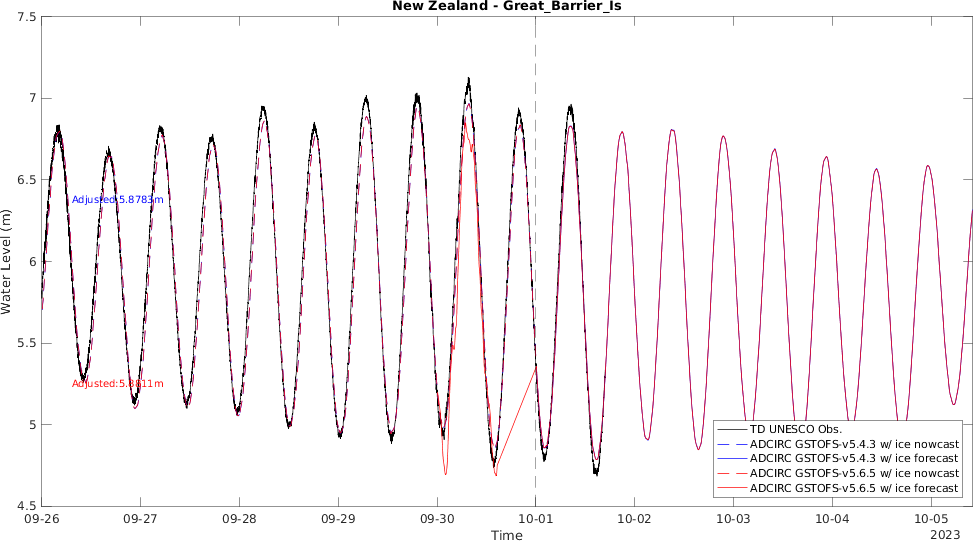 New Zealand - Great_Barrier_Is
7.5
7
6.5
6
5.5
5
4.5
Water Level (m)
Adjusted:5.8783m
TD UNESCO Obs.
ADCIRC GSTOFS-v5.4.3 w/ ice nowcast
ADCIRC GSTOFS-v5.4.3 w/ ice forecast
ADCIRC GSTOFS-v5.6.5 w/ ice nowcast
ADCIRC GSTOFS-v5.6.5 w/ ice forecast
09-26 09-27 09-28 09-29 09-30 10-01 10-02 10-03 10-04 10-05
Time
2023